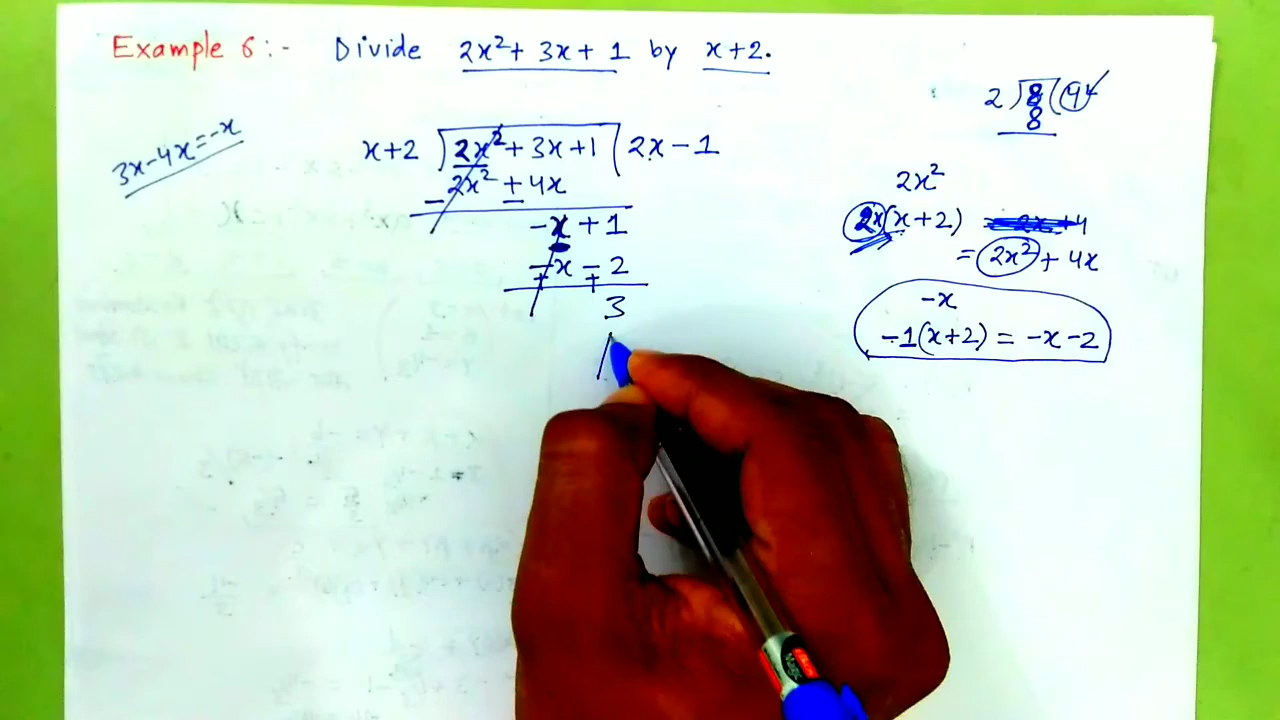 Example 6:- Divide 2x²+ 3x+ 1 by x+2.
3x-4x=-x
x+2 ) 2x²+ 3x+1 ( 2x-1
2x² +4x
- -
-x+1
-x-2
+ +
3
2 ) 8 ( 4
8
2x²
2x(x+2)
= 2x²+ 4x
-x
-1(x+2) = -x-2